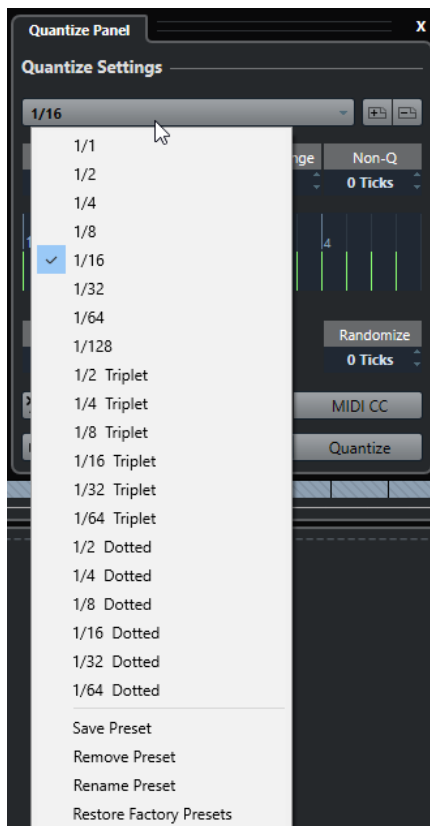 Quantize Panel
X
Quantize Settings
1/16
1/1
1/2
1/4
1/8
1/16
1/32
1/64
1/128
1/2 Triplet
1/4 Triplet
1/8 Triplet
1/16 Triplet
1/32 Triplet
1/64 Triplet
1/2 Dotted
1/4 Dotted
1/8 Dotted
1/16 Dotted
1/32 Dotted
1/64 Dotted
Save Preset
Remove Preset
Rename Preset
Restore Factory Presets
Non-Q
0 Ticks
4
Randomize
0 Ticks
MIDI CC
Quantize